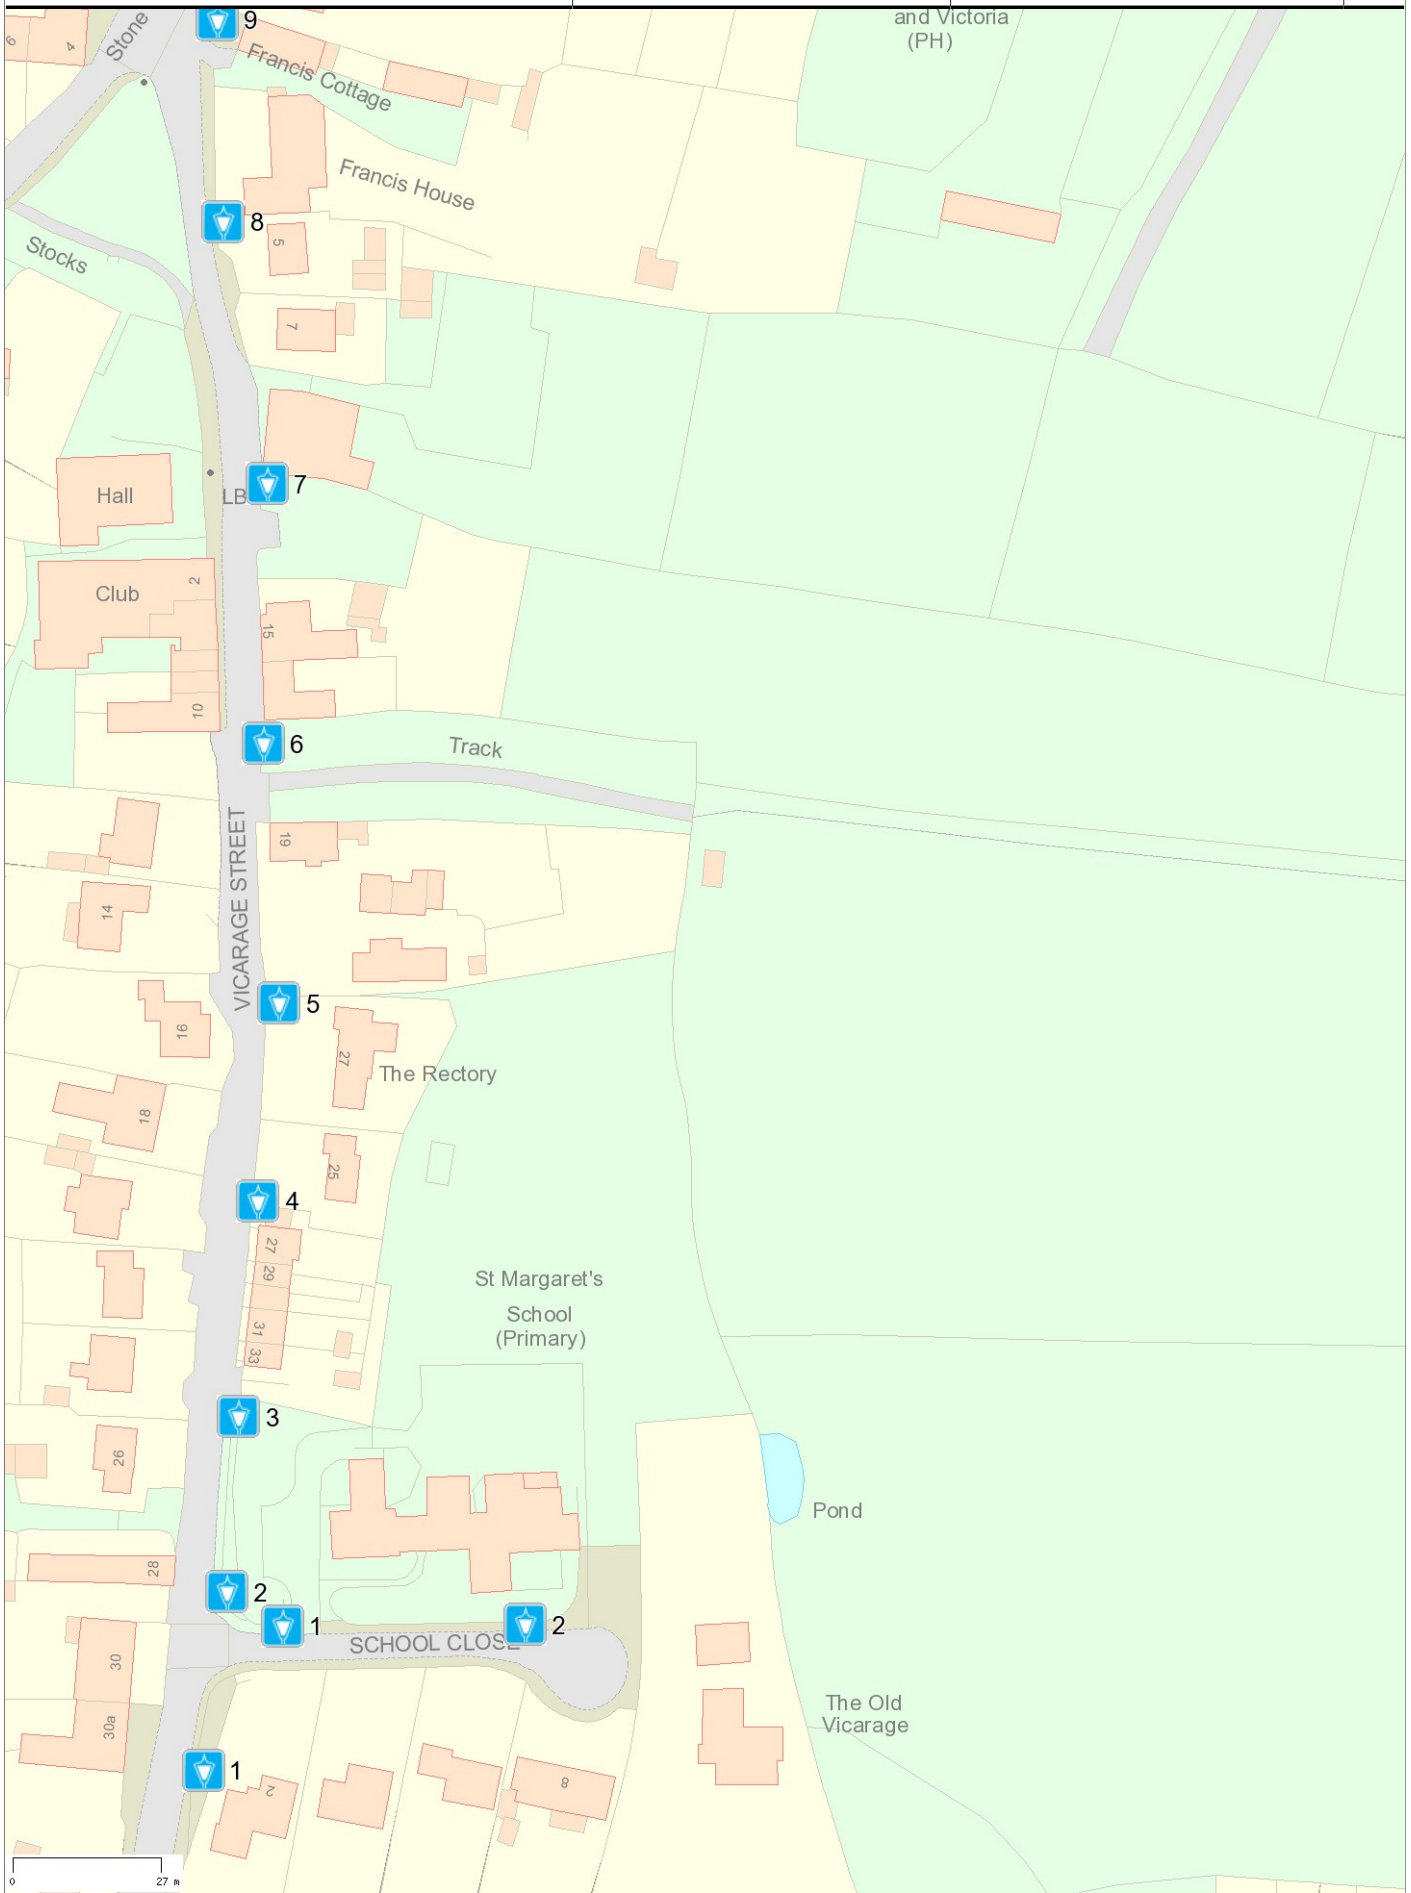 9
and Victoria
(PH)
6
4
Stone
Francis Cottage
Francis House
8
5
Stocks
7
Hall
LB
7
Club
2
15
10
6
Track
19
VICARAGE STREET
14
5
16
27
The Rectory
18
25
4
27
29
St Margaret's
School
(Primary)
31
33
3
26
Pond
28
2
1
2
SCHOOL CLOSE
30
30a
The Old
Vicarage
1
2
8
0
27 m